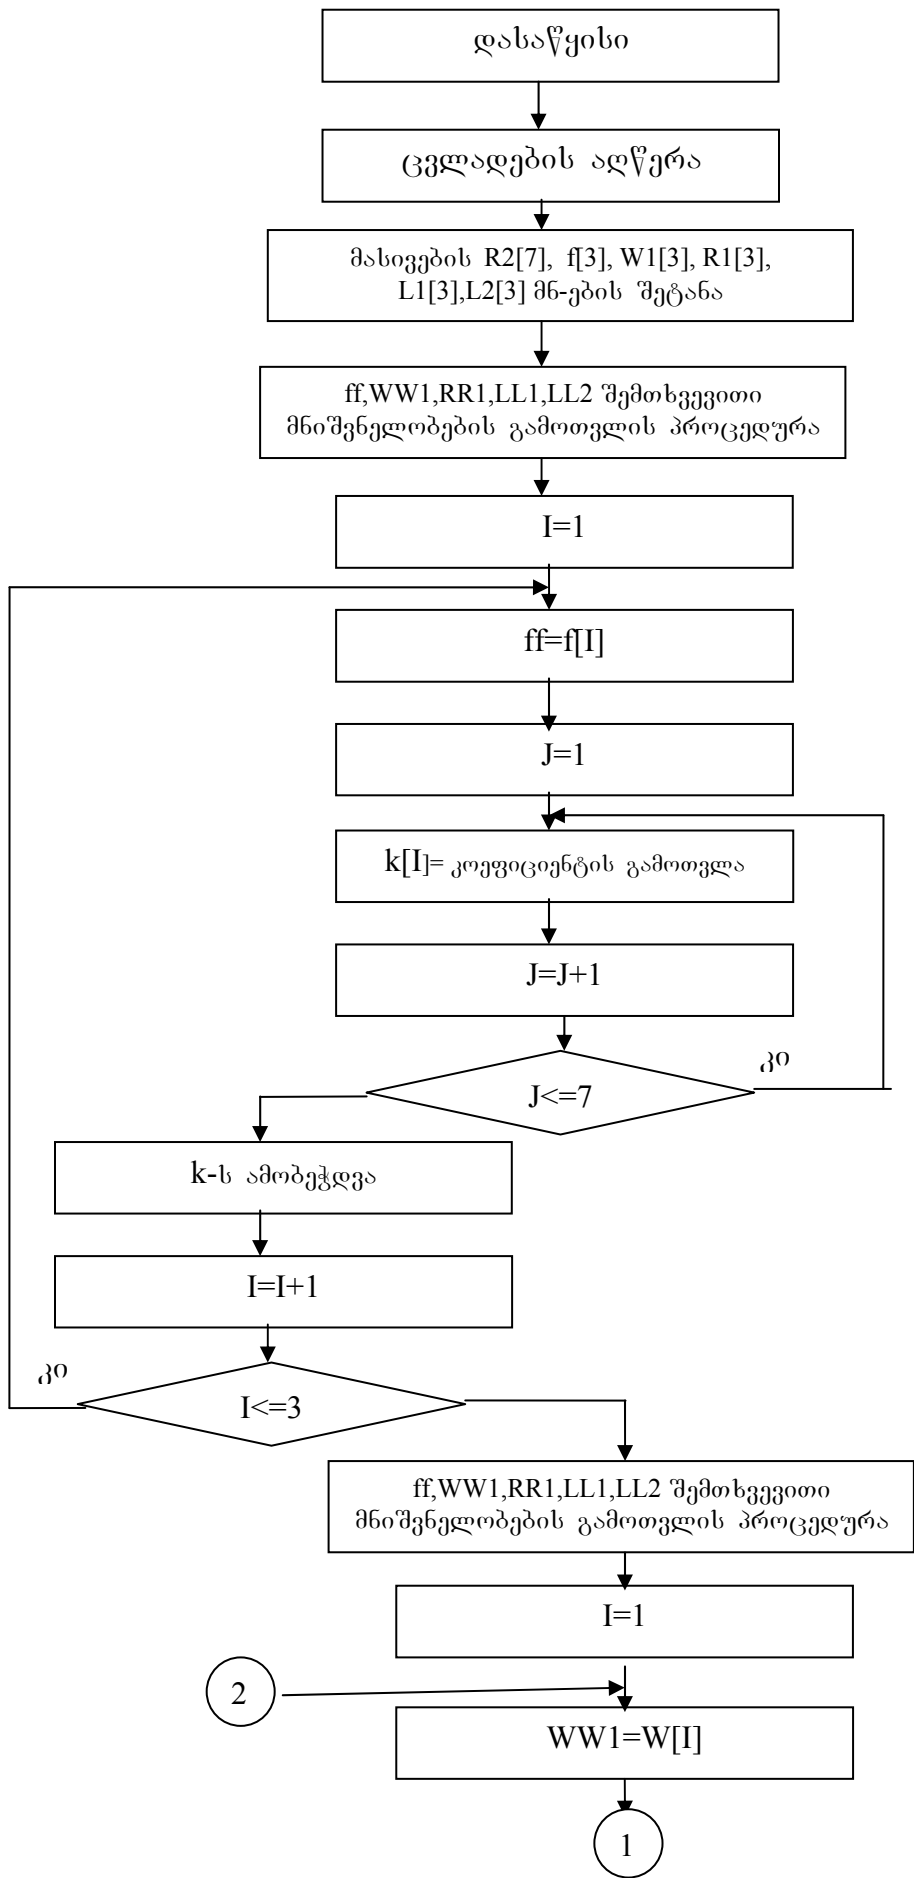 დასაწყისი
ცვლადების აღწერა
მასივების R2[7], f[3], W1[3], R1[3],
L1[3],L2[3] მნ-ების შეტანა
ff,WW1,RR1,LL1,LL2 შემთხვევითი
მნიშვნელობების გამოთვლის პროცედურა
I=1
ff=f[I]
J=1
k[I]= კოეფიციენტის გამოთვლა
J=J+1
კი
J<=7
k-ს ამობეჭდვა
I=I+1
კი
I<=3
ff,WW1,RR1,LL1,LL2 შემთხვევითი
მნიშვნელობების გამოთვლის პროცედურა
I=1
2
WW1=W[I]
1